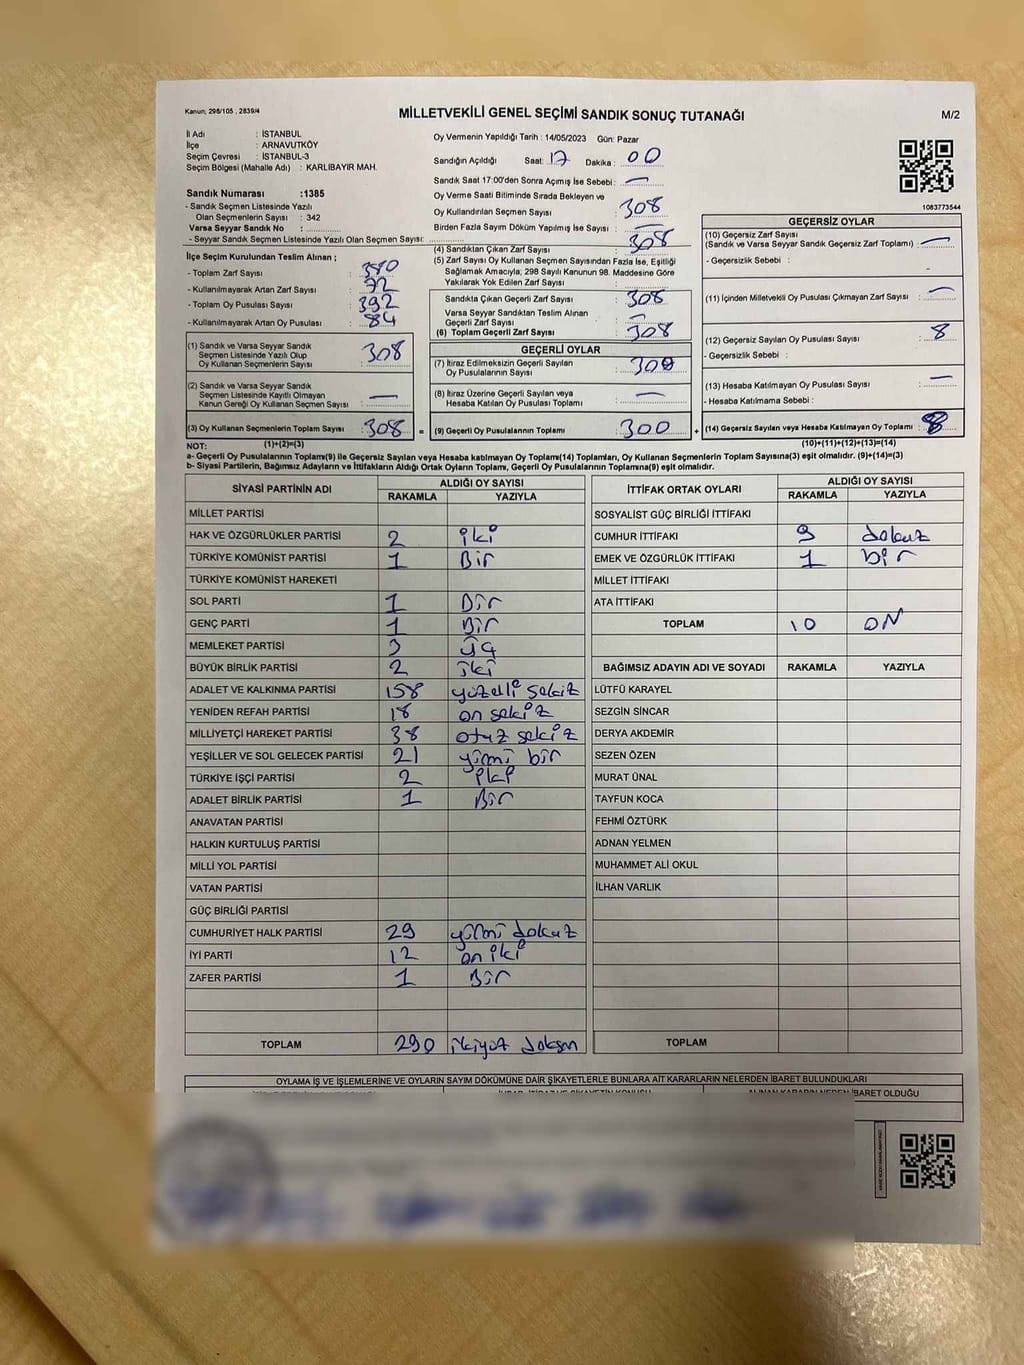 Kanun; 298/105 , 2839/4
MİLLETVEKİLİ GENEL SEÇİMİ SANDIK SONUÇ TUTANAĞI
M/2
İl Adı : İSTANBUL
İlçe : ARNAVUTKÖY
Seçim Çevresi : İSTANBUL-3
Seçim Bölgesi (Mahalle Adı) : KARLIBAYIR MAH.
Sandık Numarası :1385
- Sandık Seçmen Listesinde Yazılı
Olan Seçmenlerin Sayısı : 342
Varsa Seyyar Sandık No :
- Seyyar Sandık Seçmen Listesinde Yazılı Olan Seçmen Sayısı:
İlçe Seçim Kurulundan Teslim Alınan ;
- Toplam Zarf Sayısı : 380
- Kullanılmayarak Artan Zarf Sayısı : 72
- Toplam Oy Pusulası Sayısı : 392
- Kullanılmayarak Artan Oy Pusulası : 84
(1) Sandık ve Varsa Seyyar Sandık
Seçmen Listesinde Yazılı Olup
Oy Kullanan Seçmenlerin Sayısı : 308
(2) Sandık ve Varsa Seyyar Sandık
Seçmen Listesinde Kayıtlı Olmayan
Kanun Gereği Oy Kullanan Seçmen Sayısı : —
(3) Oy Kullanan Seçmenlerin Toplam Sayısı : 308 =
Oy Vermenin Yapıldığı Tarih : 14/05/2023 Gün: Pazar
Sandığın Açıldığı Saat: 17 Dakika : 00
Sandık Saat 17:00'den Sonra Açımış İse Sebebi : —
Oy Verme Saati Bitiminde Sırada Bekleyen ve
Oy Kullandırılan Seçmen Sayısı : 308
Birden Fazla Sayım Döküm Yapılmış İse Sayısı : —
(4) Sandıktan Çıkan Zarf Sayısı : 308
(5) Zarf Sayısı Oy Kullanan Seçmen Sayısından Fazla İse, Eşitliği
Sağlamak Amacıyla, 298 Sayılı Kanunun 98. Maddesine Göre
Yakılarak Yok Edilen Zarf Sayısı :
Sandıkta Çıkan Geçerli Zarf Sayısı : 308
Varsa Seyyar Sandıktan Teslim Alınan
Geçerli Zarf Sayısı : —
(6) Toplam Geçerli Zarf Sayısı : 308
GEÇERLİ OYLAR
(7) İtiraz Edilmeksizin Geçerli Sayılan
Oy Pusulalarının Sayısı : 300
(8) İtiraz Üzerine Geçerli Sayılan veya
Hesaba Katılan Oy Pusulası Toplamı : —
(9) Geçerli Oy Pusulalarının Toplamı : 300 +
1083773544
GEÇERSİZ OYLAR
(10) Geçersiz Zarf Sayısı
(Sandık ve Varsa Seyyar Sandık Geçersiz Zarf Toplamı) : —
- Geçersizlik Sebebi :
(11) İçinden Milletvekili Oy Pusulası Çıkmayan Zarf Sayısı : —
(12) Geçersiz Sayılan Oy Pusulası Sayısı : 8
- Geçersizlik Sebebi :
(13) Hesaba Katılmayan Oy Pusulası Sayısı : —
- Hesaba Katılmama Sebebi :
(14) Geçersiz Sayılan veya Hesaba Katılmayan Oy Toplamı : 8
NOT: (1)+(2)=(3) (10)+(11)+(12)+(13)=(14)
a- Geçerli Oy Pusulalarının Toplamı(9) ile Geçersiz Sayılan veya Hesaba Katılmayan Oy Toplam(14) Toplamları, Oy Kullanan Seçmenlerin Toplam Sayısına(3) eşit olmalıdır. (9)+(14)=(3)
b- Siyasi Partilerin, Bağımsız Adayların ve İttifakların Aldığı Ortak Oyların Toplamı, Geçerli Oy Pusulalarının Toplamına(9) eşit olmalıdır.
SİYASİ PARTİNİN ADI ALDIĞI OY SAYISI
RAKAMLA YAZIYLA
MİLLET PARTİSİ
HAK VE ÖZGÜRLÜKLER PARTİSİ 2 iki
TÜRKİYE KOMÜNİST PARTİSİ 1 Bir
TÜRKİYE KOMÜNİST HAREKETİ
SOL PARTİ 1 Bir
GENÇ PARTİ 1 Bir
MEMLEKET PARTİSİ 3 üç
BÜYÜK BİRLİK PARTİSİ 2 iki
ADALET VE KALKINMA PARTİSİ 158 yüzelli sekiz
YENİDEN REFAH PARTİSİ 18 on sekiz
MİLLİYETÇİ HAREKET PARTİSİ 38 otuz sekiz
YEŞİLLER VE SOL GELECEK PARTİSİ 21 yirmi bir
TÜRKİYE İŞÇİ PARTİSİ 2 iki
ADALET BİRLİK PARTİSİ 1 Bir
ANAVATAN PARTİSİ
HALKIN KURTULUŞ PARTİSİ
MİLLİ YOL PARTİSİ
VATAN PARTİSİ
GÜÇ BİRLİĞİ PARTİSİ
CUMHURİYET HALK PARTİSİ 29 yirmi dokuz
İYİ PARTİ 12 on iki
ZAFER PARTİSİ 1 Bir
TOPLAM 290 ikiyüz doksan
İTTİFAK ORTAK OYLARI ALDIĞI OY SAYISI
RAKAMLA YAZIYLA
SOSYALİST GÜÇ BİRLİĞİ İTTİFAKI
CUMHUR İTTİFAKI 9 dokuz
EMEK VE ÖZGÜRLÜK İTTİFAKI 1 bir
MİLLET İTTİFAKI
ATA İTTİFAKI
TOPLAM 10 ON
BAĞIMSIZ ADAYIN ADI VE SOYADI RAKAMLA YAZIYLA
LÜTFÜ KARAYEL
SEZGİN SİNCAR
DERYA AKDEMİR
SEZEN ÖZEN
MURAT ÜNAL
TAYFUN KOCA
FEHMİ ÖZTÜRK
ADNAN YELMEN
MUHAMMET ALİ OKUL
İLHAN VARLIK
TOPLAM
OYLAMA İŞ VE İŞLEMLERİNE VE OYLARIN SAYIM DÖKÜMÜNE DAİR ŞİKAYETLERLE BUNLARA AİT KARARLARIN NELERDEN İBARET BULUNDUKLARI
İHBAR, İTİRAZ VE ŞİKAYETİN KONUSU ALINAN KARARIN NEDEN İBARET OLDUĞU